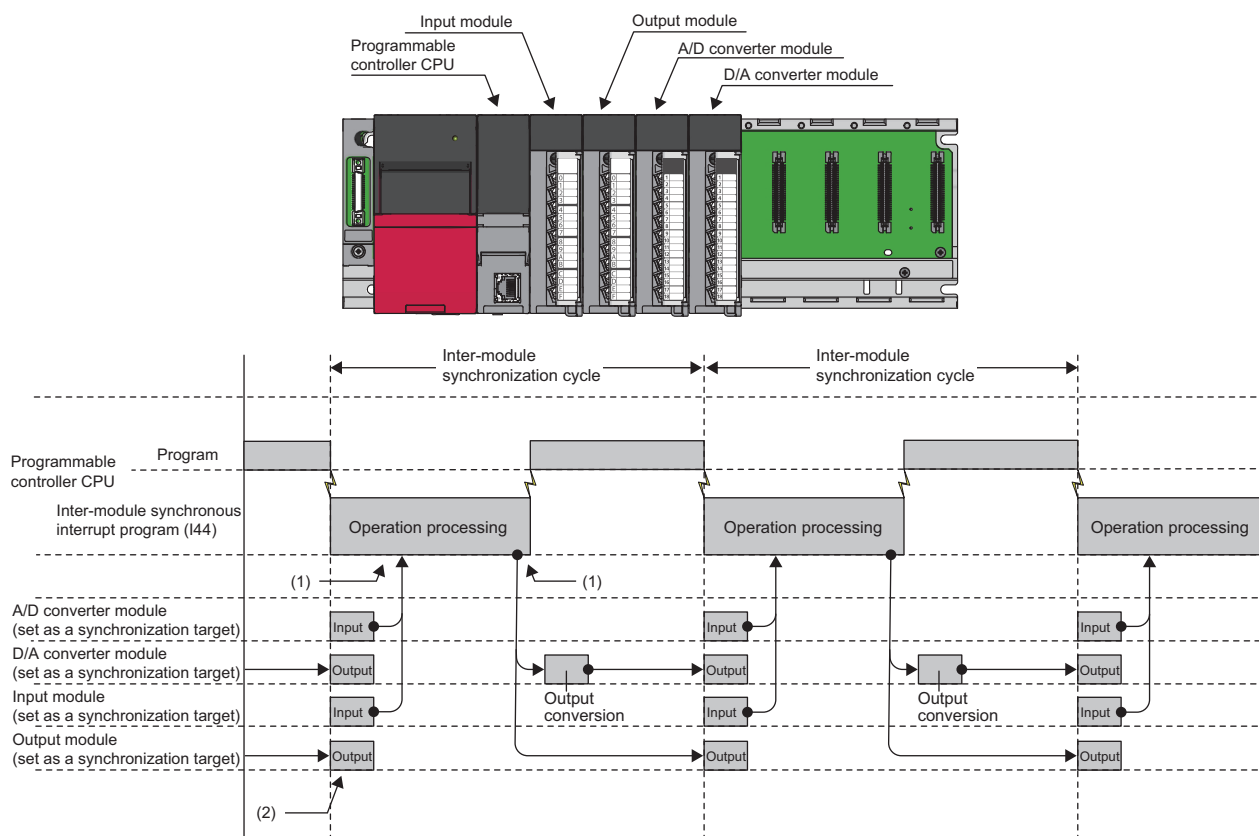 Input module
Output module
Programmable
controller CPU
A/D converter module
D/A converter module
Inter-module
synchronization cycle
Inter-module
synchronization cycle
Programmable
controller CPU
Program
Inter-module synchronous
interrupt program (I44)
Operation processing
Operation processing
Operation processing
(1)
(1)
A/D converter module
(set as a synchronization target)
Input
Input
Input
D/A converter module
(set as a synchronization target)
Output
Output
Output
Output
conversion
Output
conversion
Input module
(set as a synchronization target)
Input
Input
Input
Output module
(set as a synchronization target)
Output
Output
Output
(2)